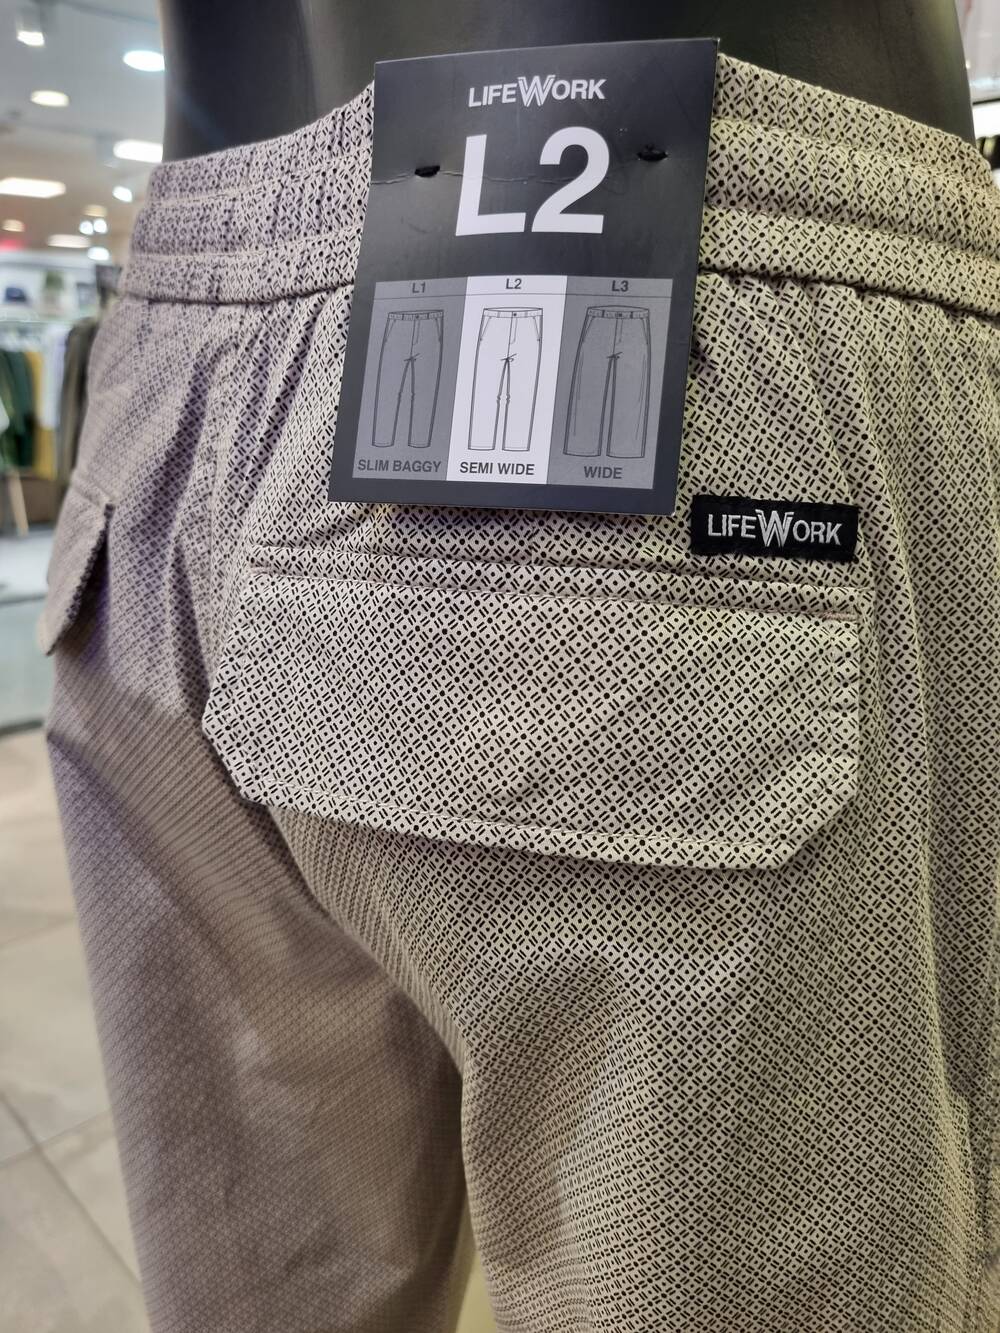 LIFEWORK
L2
L1 L2 L3
SLIM BAGGY SEMI WIDE WIDE
LIFEWORK